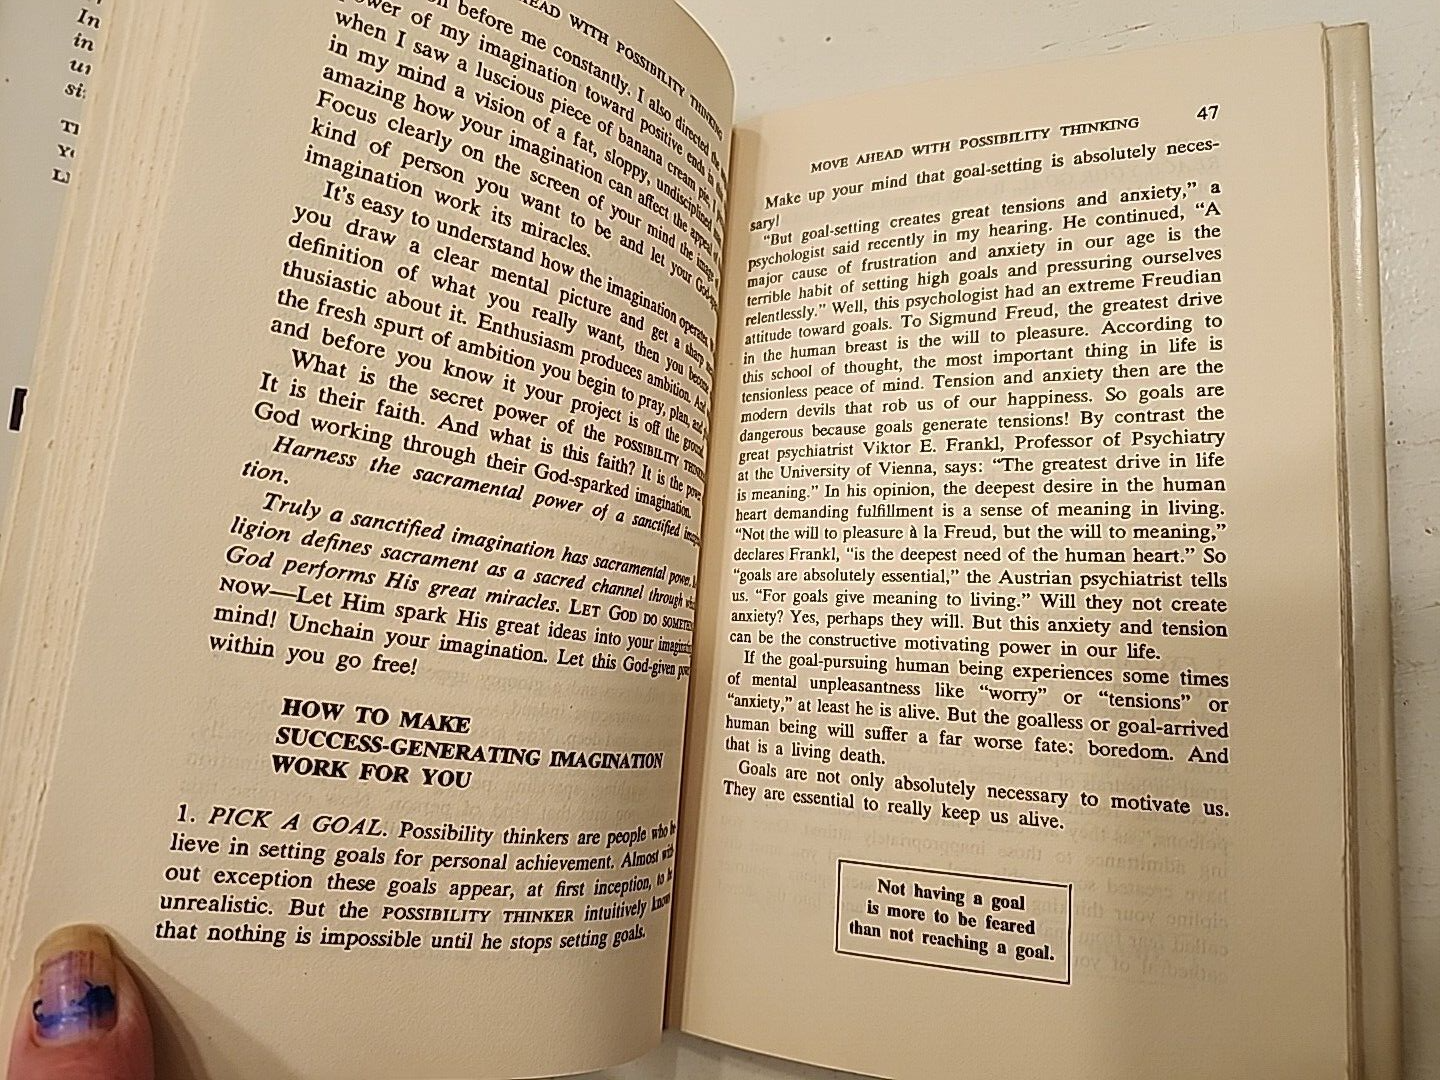 In
in
si
Yo
HEAD WITH POSSIBILITY THINKING
before me constantly. I also directed the
power of my imagination toward positive ends
when I saw a luscious piece of banana cream pie, I
in my mind a vision of a fat, sloppy, undisciplined
amazing how your imagination can affect the appeal
Focus clearly on the screen of your mind the image
kind of person you want to be and let your
imagination work its miracles.
It's easy to understand how the imagination operates
you draw a clear mental picture and get a sharp
definition of what you really want, then you
thusiastic about it. Enthusiasm produces ambition. And
the fresh spurt of ambition you begin to pray, plan, and
and before you know it your project is off the ground
What is the secret power of the POSSIBILITY
It is their faith. And what is this faith? It is the power
God working through their God-sparked imagination.
Harness the sacramental power of a sanctified
tion.
Truly a sanctified imagination has sacramental power.
ligion defines sacrament as a sacred channel through
God performs His great miracles. LET GOD DO
NOW—Let Him spark His great ideas into your
mind! Unchain your imagination. Let this God-given
within you go free!
HOW TO MAKE
SUCCESS-GENERATING IMAGINATION
WORK FOR YOU
1. PICK A GOAL. Possibility thinkers are people who
lieve in setting goals for personal achievement. Almost
out exception these goals appear, at first inception, to
unrealistic. But the POSSIBILITY THINKER intuitively
that nothing is impossible until he stops setting goals.
MOVE AHEAD WITH POSSIBILITY THINKING 47
Make up your mind that goal-setting is absolutely neces-
sary!
"But goal-setting creates great tensions and anxiety," a
psychologist said recently in my hearing. He continued, "A
major cause of frustration and anxiety in our age is the
terrible habit of setting high goals and pressuring ourselves
relentlessly." Well, this psychologist had an extreme Freudian
attitude toward goals. To Sigmund Freud, the greatest drive
in the human breast is the will to pleasure. According to
this school of thought, the most important thing in life is
tensionless peace of mind. Tension and anxiety then are the
modern devils that rob us of our happiness. So goals are
dangerous because goals generate tensions! By contrast the
great psychiatrist Viktor E. Frankl, Professor of Psychiatry
at the University of Vienna, says: "The greatest drive in life
is meaning." In his opinion, the deepest desire in the human
heart demanding fulfillment is a sense of meaning in living.
"Not the will to pleasure à la Freud, but the will to meaning,"
declares Frankl, "is the deepest need of the human heart." So
"goals are absolutely essential," the Austrian psychiatrist tells
us. "For goals give meaning to living." Will they not create
anxiety? Yes, perhaps they will. But this anxiety and tension
can be the constructive motivating power in our life.
If the goal-pursuing human being experiences some times
of mental unpleasantness like "worry" or "tensions" or
"anxiety," at least he is alive. But the goalless or goal-arrived
human being will suffer a far worse fate: boredom. And
that is a living death.
Goals are not only absolutely necessary to motivate us.
They are essential to really keep us alive.
Not having a goal
is more to be feared
than not reaching a goal.